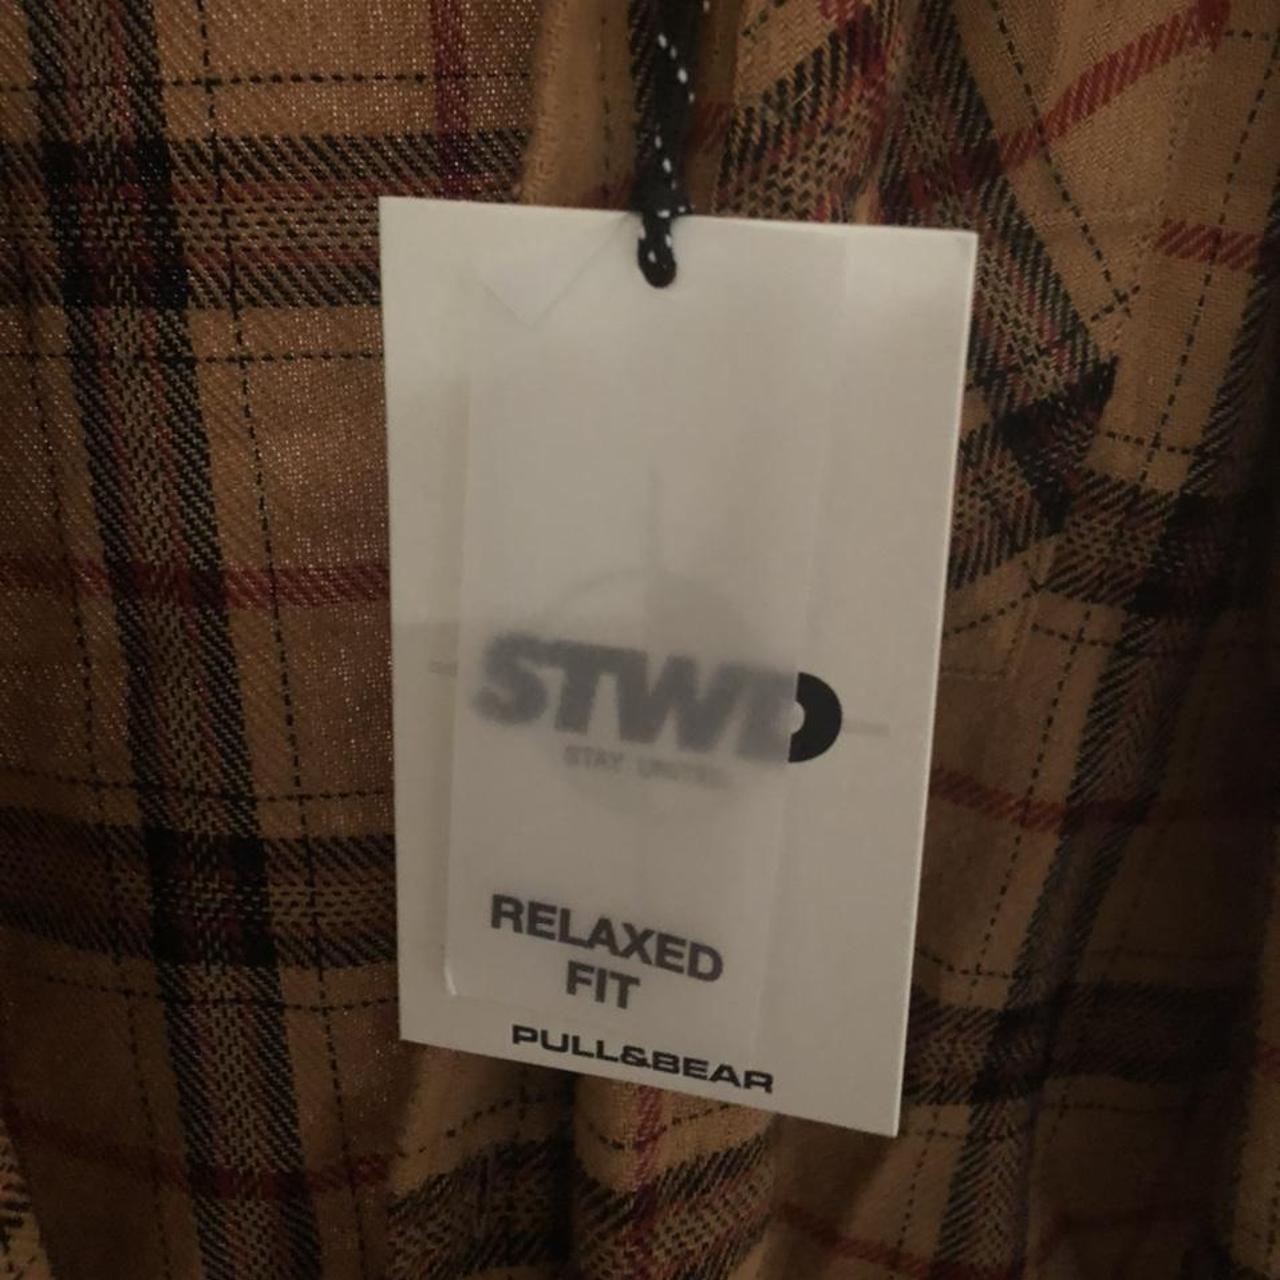 STWD
STAY UNITED
RELAXED
FIT
PULL&BEAR